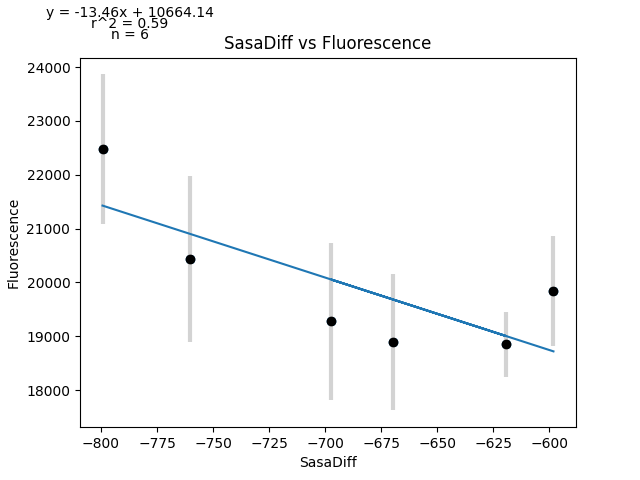 y = -13.46x + 10664.14
r^2 = 0.59
n = 6
SasaDiff vs Fluorescence
24000
23000
22000
21000
20000
19000
18000
Fluorescence
−800
−775
−750
−725
−700
−675
−650
−625
−600
SasaDiff